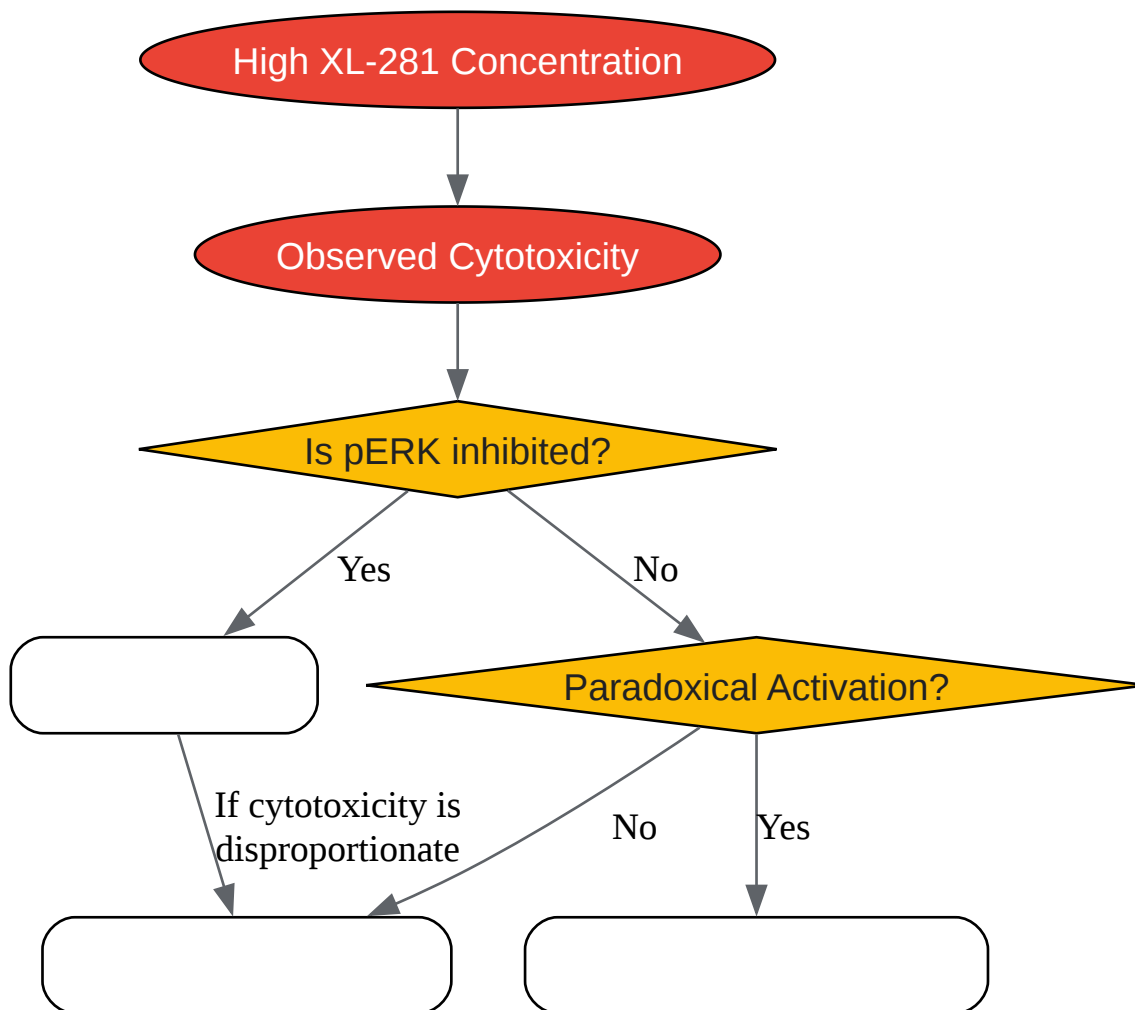 High XL-281 Concentration
Observed Cytotoxicity
Is pERK inhibited?
Yes
No
Paradoxical Activation?
If cytotoxicity is
disproportionate
No
Yes